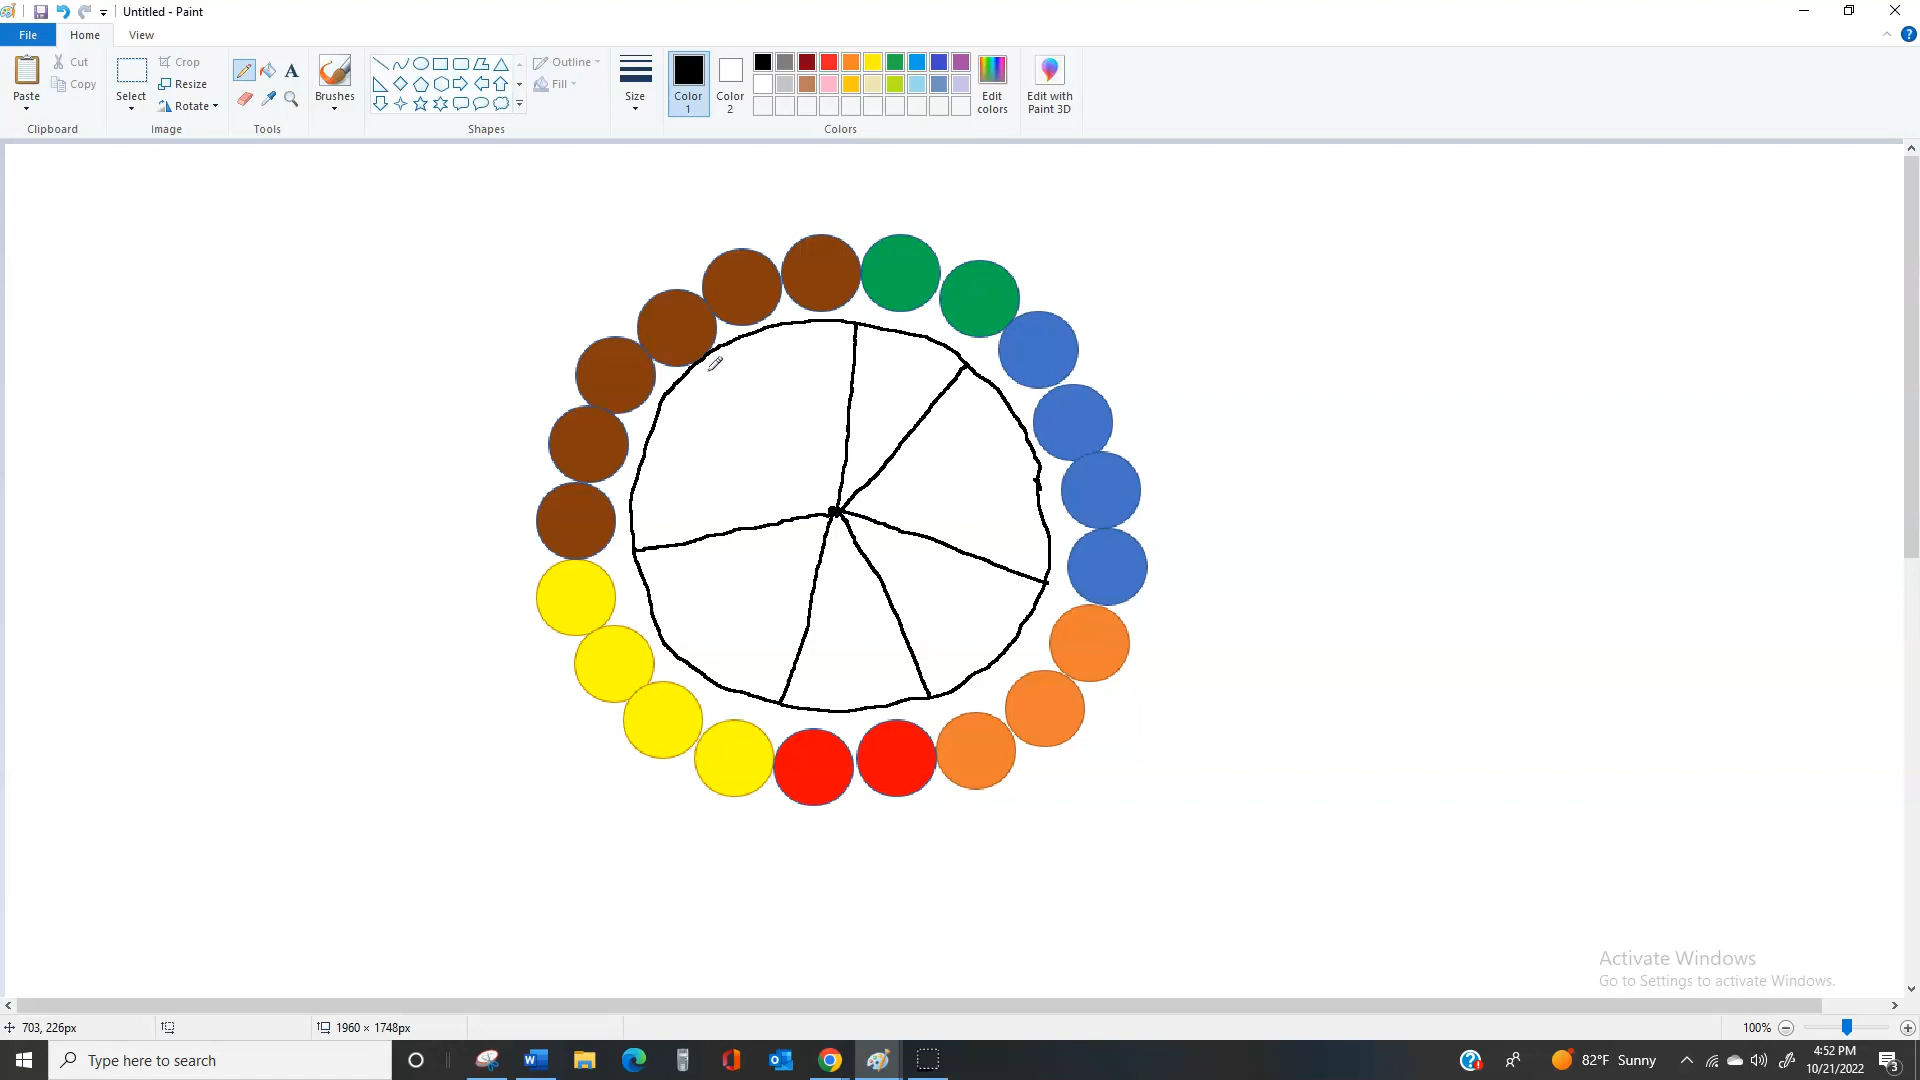 Untitled - Paint
File Home View
Paste
Cut
Copy
Clipboard
Select
Crop
Resize
Rotate
Image
Tools
Brushes
Shapes
Outline
Fill
Size
Color 1
Color 2
Colors
Edit colors
Edit with Paint 3D
Activate Windows
Go to Settings to activate Windows.
703, 226px
1960 × 1748px
100%
Type here to search
82°F Sunny
4:52 PM
10/21/2022
3